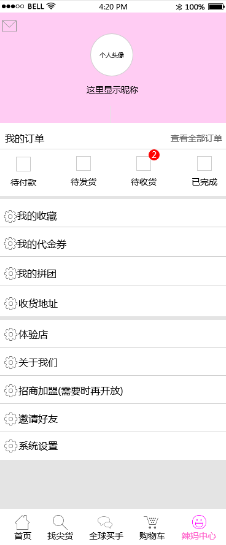 BELL 4:20 PM 100%
个人头像
这里显示昵称
我的订单 查看全部订单
2
待付款 待发货 待收货 已完成
我的收藏
我的代金券
我的拼团
收货地址
体验店
关于我们
招商加盟(需要时再开放)
邀请好友
系统设置
首页 找尖货 全球买手 购物车 辣妈中心